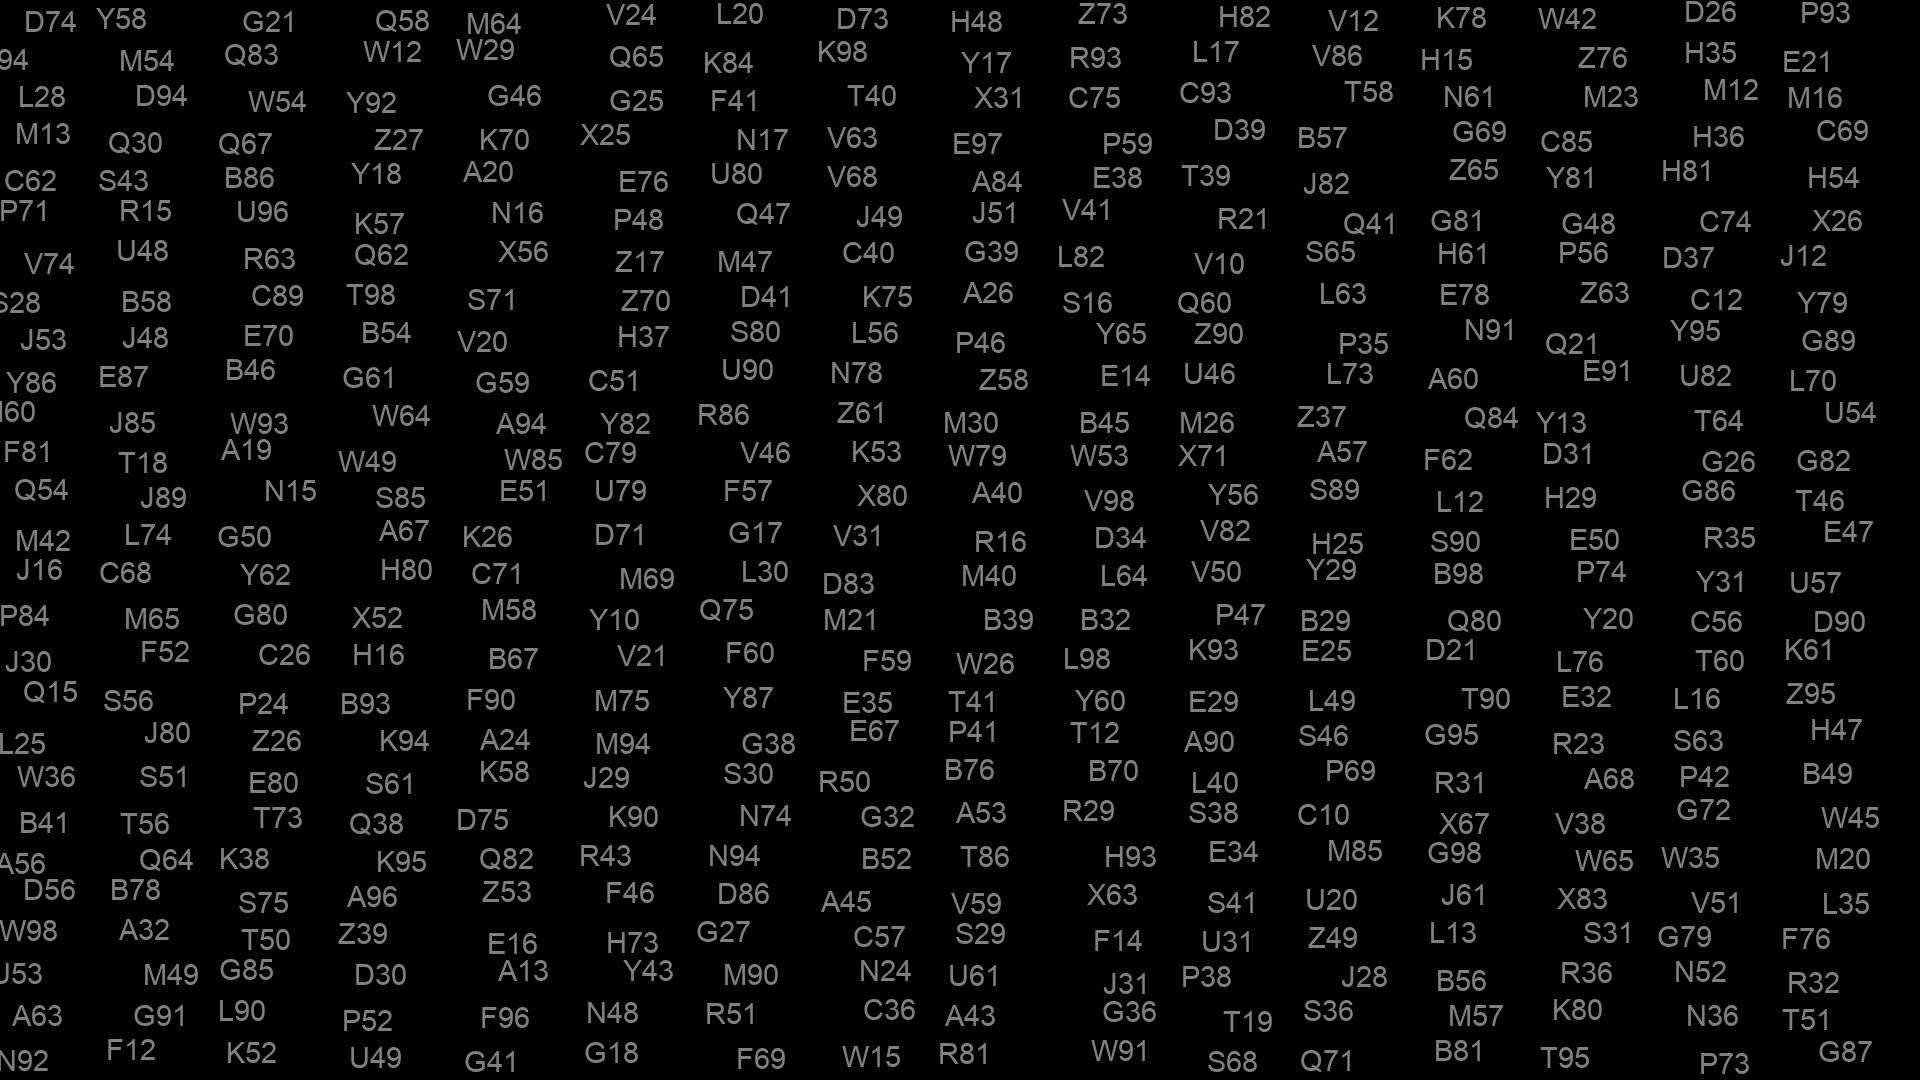 D74 Y58 G21 Q58 M64 V24 L20 D73 H48 Z73 H82 V12 K78 W42 D26 P93
94 M54 Q83 W12 W29 Q65 K84 K98 Y17 R93 L17 V86 H15 Z76 H35 E21
L28 D94 W54 Y92 G46 G25 F41 T40 X31 C75 C93 T58 N61 M23 M12 M16
M13 Q30 Q67 Z27 K70 X25 N17 V63 E97 P59 D39 B57 G69 C85 H36 C69
C62 S43 B86 Y18 A20 E76 U80 V68 A84 E38 T39 J82 Z65 Y81 H81 H54
P71 R15 U96 K57 N16 P48 Q47 J49 J51 V41 R21 Q41 G81 G48 C74 X26
V74 U48 R63 Q62 X56 Z17 M47 C40 G39 L82 V10 S65 H61 P56 D37 J12
S28 B58 C89 T98 S71 Z70 D41 K75 A26 S16 Q60 L63 E78 Z63 C12 Y79
J53 J48 E70 B54 V20 H37 S80 L56 P46 Y65 Z90 P35 N91 Q21 Y95 G89
Y86 E87 B46 G61 G59 C51 U90 N78 Z58 E14 U46 L73 A60 E91 U82 L70
60 J85 W93 W64 A94 Y82 R86 Z61 M30 B45 M26 Z37 Q84 Y13 T64 U54
F81 T18 A19 W49 W85 C79 V46 K53 W79 W53 X71 A57 F62 D31 G26 G82
Q54 J89 N15 S85 E51 U79 F57 X80 A40 V98 Y56 S89 L12 H29 G86 T46
M42 L74 G50 A67 K26 D71 G17 V31 R16 D34 V82 H25 S90 E50 R35 E47
J16 C68 Y62 H80 C71 M69 L30 D83 M40 L64 V50 Y29 B98 P74 Y31 U57
P84 M65 G80 X52 M58 Y10 Q75 M21 B39 B32 P47 B29 Q80 Y20 C56 D90
J30 F52 C26 H16 B67 V21 F60 F59 W26 L98 K93 E25 D21 L76 T60 K61
Q15 S56 P24 B93 F90 M75 Y87 E35 T41 Y60 E29 L49 T90 E32 L16 Z95
L25 J80 Z26 K94 A24 M94 G38 E67 P41 T12 A90 S46 G95 R23 S63 H47
W36 S51 E80 S61 K58 J29 S30 R50 B76 B70 L40 P69 R31 A68 P42 B49
B41 T56 T73 Q38 D75 K90 N74 G32 A53 R29 S38 C10 X67 V38 G72 W45
A56 Q64 K38 K95 Q82 R43 N94 B52 T86 H93 E34 M85 G98 W65 W35 M20
D56 B78 S75 A96 Z53 F46 D86 A45 V59 X63 S41 U20 J61 X83 V51 L35
W98 A32 T50 Z39 E16 H73 G27 C57 S29 F14 U31 Z49 L13 S31 G79 F76
J53 M49 G85 D30 A13 Y43 M90 N24 U61 J31 P38 J28 B56 R36 N52 R32
A63 G91 L90 P52 F96 N48 R51 C36 A43 G36 T19 S36 M57 K80 N36 T51
N92 F12 K52 U49 G41 G18 F69 W15 R81 W91 S68 Q71 B81 T95 P73 G87